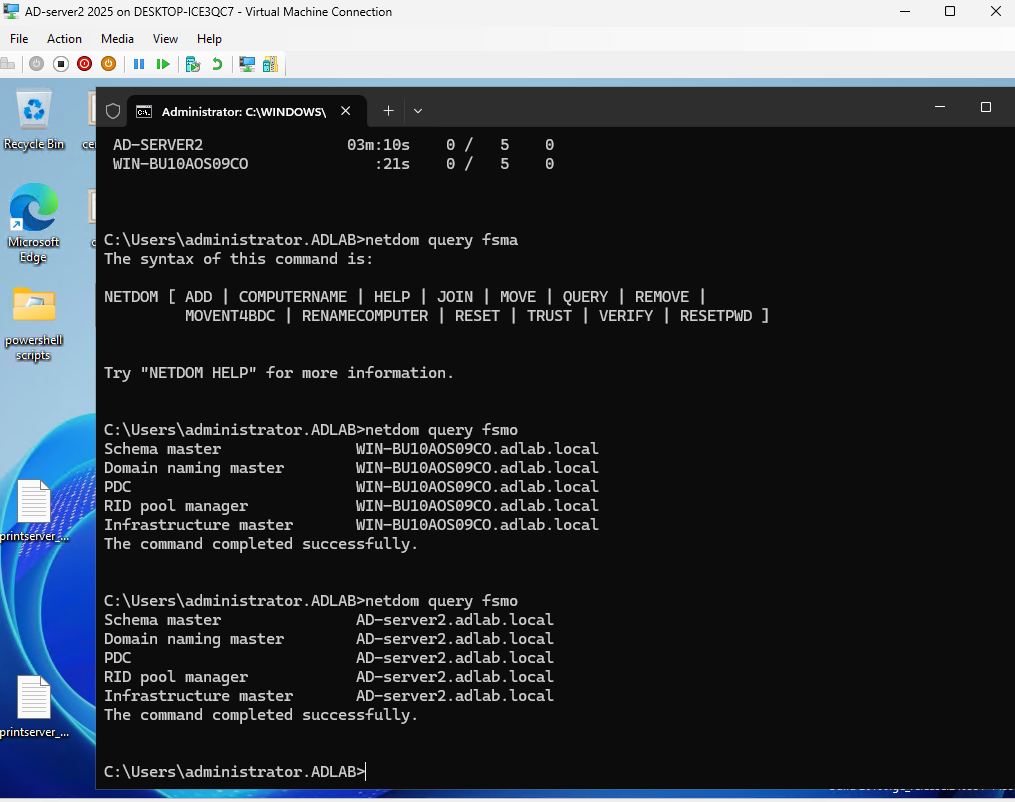 AD-server2 2025 on DESKTOP-ICE3QC7 - Virtual Machine Connection
File Action Media View Help
Administrator: C:\WINDOWS\
Recycle Bin
Microsoft
Edge
powershell
scripts
printserver_...
printserver_...
AD-SERVER2 03m:10s 0 / 5 0
WIN-BU10AOS09CO :21s 0 / 5 0
C:\Users\administrator.ADLAB>netdom query fsma
The syntax of this command is:
NETDOM [ ADD | COMPUTERNAME | HELP | JOIN | MOVE | QUERY | REMOVE |
MOVENT4BDC | RENAMECOMPUTER | RESET | TRUST | VERIFY | RESETPWD ]
Try "NETDOM HELP" for more information.
C:\Users\administrator.ADLAB>netdom query fsmo
Schema master WIN-BU10AOS09CO.adlab.local
Domain naming master WIN-BU10AOS09CO.adlab.local
PDC WIN-BU10AOS09CO.adlab.local
RID pool manager WIN-BU10AOS09CO.adlab.local
Infrastructure master WIN-BU10AOS09CO.adlab.local
The command completed successfully.
C:\Users\administrator.ADLAB>netdom query fsmo
Schema master AD-server2.adlab.local
Domain naming master AD-server2.adlab.local
PDC AD-server2.adlab.local
RID pool manager AD-server2.adlab.local
Infrastructure master AD-server2.adlab.local
The command completed successfully.
C:\Users\administrator.ADLAB>